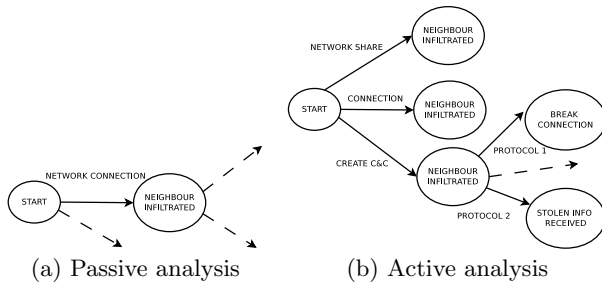 NETWORK CONNECTION
START
NEIGHBOUR
INFILTRATED
(a) Passive analysis
NETWORK SHARE
NEIGHBOUR
INFILTRATED
START
CONNECTION
NEIGHBOUR
INFILTRATED
CREATE C&C
NEIGHBOUR
INFILTRATED
BREAK
CONNECTION
PROTOCOL 1
PROTOCOL 2
STOLEN INFO
RECEIVED
(b) Active analysis